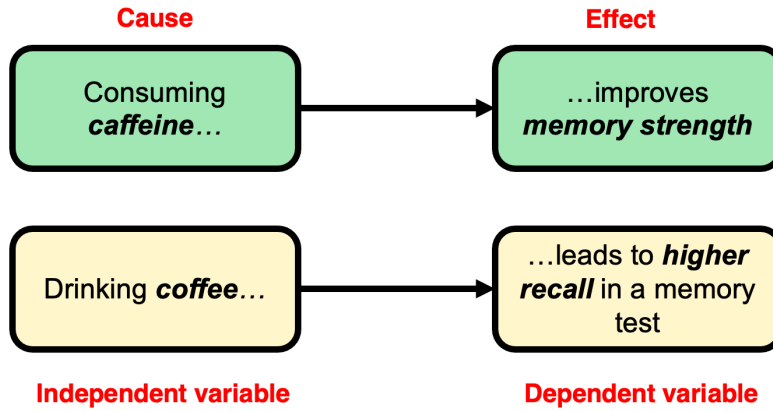 Cause
Effect
Consuming
caffeine…
…improves
memory strength
Drinking coffee…
…leads to higher
recall in a memory
test
Independent variable
Dependent variable